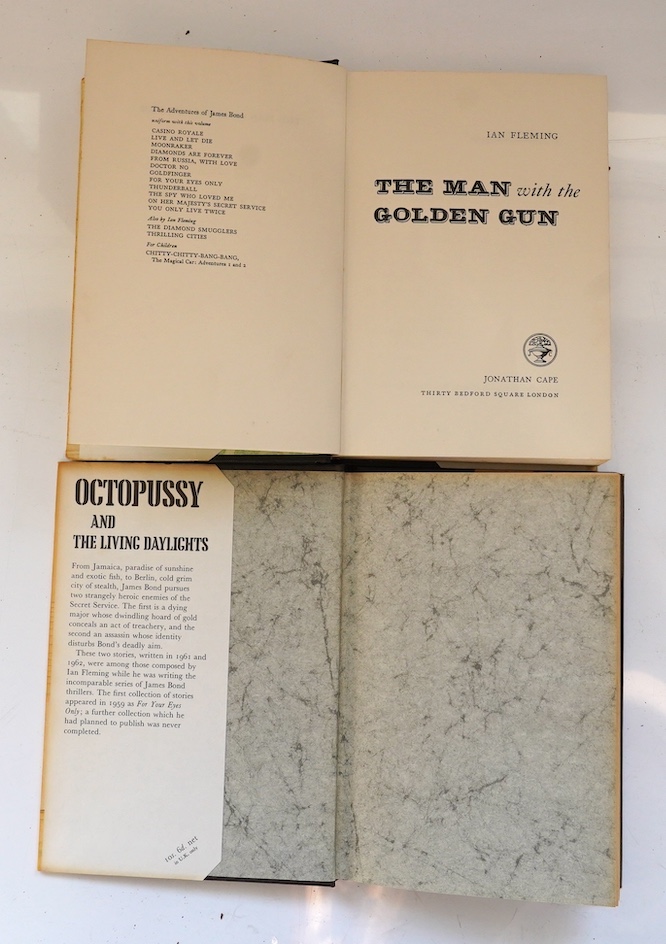 The Adventures of James Bond
uniform with this volume
CASINO ROYALE
LIVE AND LET DIE
MOONRAKER
DIAMONDS ARE FOREVER
FROM RUSSIA, WITH LOVE
DOCTOR NO
GOLDFINGER
FOR YOUR EYES ONLY
THUNDERBALL
THE SPY WHO LOVED ME
ON HER MAJESTY'S SECRET SERVICE
YOU ONLY LIVE TWICE
Also by Ian Fleming
THE DIAMOND SMUGGLERS
THRILLING CITIES
For Children
CHITTY-CHITTY-BANG-BANG,
The Magical Car: Adventures 1 and 2
IAN FLEMING
THE MAN with the
GOLDEN GUN
JONATHAN CAPE
THIRTY BEDFORD SQUARE LONDON
OCTOPUSSY
AND
THE LIVING DAYLIGHTS
From Jamaica, paradise of sunshine
and exotic fish, to Berlin, cold grim
city of stealth, James Bond pursues
two strangely heroic enemies of the
Secret Service. The first is a dying
major whose dwindling hoard of gold
conceals an act of treachery, and the
second an assassin whose identity
disturbs Bond's deadly aim.
These two stories, written in 1961 and
1962, were among those composed by
Ian Fleming while he was writing the
incomparable series of James Bond
thrillers. The first collection of stories
appeared in 1959 as For Your Eyes
Only; a further collection which he
had planned to publish was never
completed.
10s. 6d. net
in U.K. only